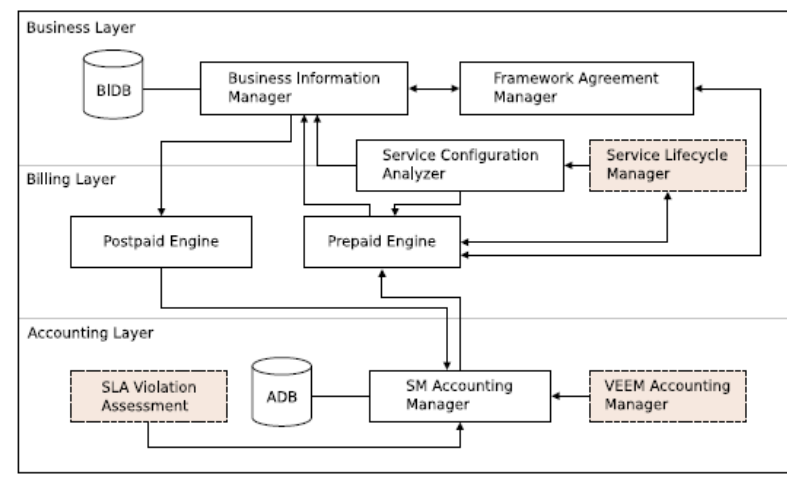 Business Layer
BIDB
Business Information
Manager
Framework Agreement
Manager
Service Configuration
Analyzer
Service Lifecycle
Manager
Billing Layer
Postpaid Engine
Prepaid Engine
Accounting Layer
SLA Violation
Assessment
ADB
SM Accounting
Manager
VEEM Accounting
Manager